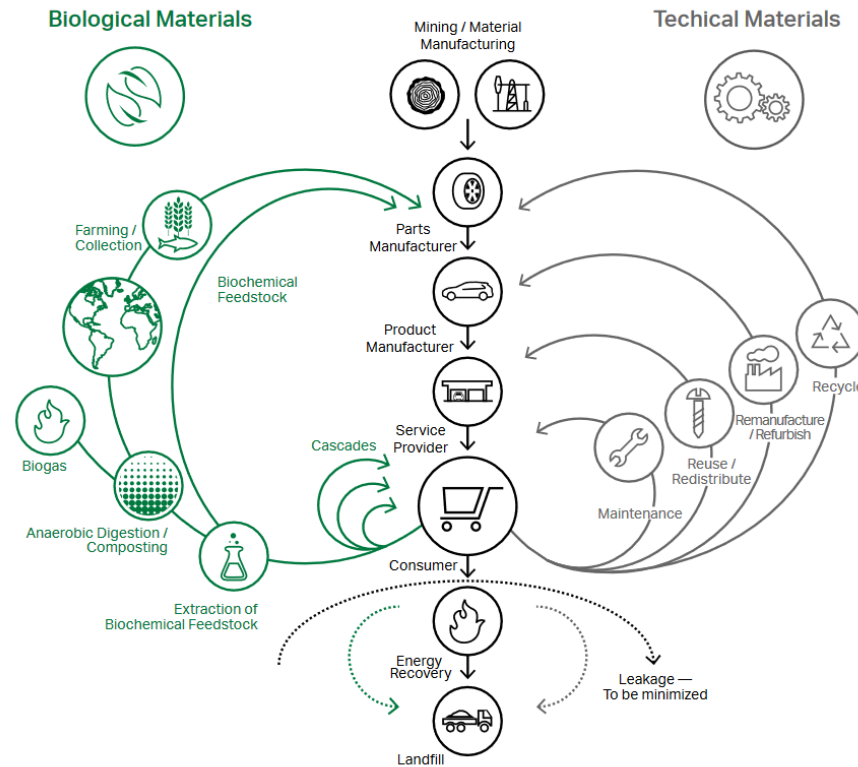 Biological Materials
Mining / Material
Manufacturing
Techical Materials
Farming /
Collection
Parts
Manufacturer
Biochemical
Feedstock
Product
Manufacturer
Recycle
Remanufacture
/ Refurbish
Service
Provider
Cascades
Reuse /
Redistribute
Biogas
Maintenance
Anaerobic Digestion /
Composting
Consumer
Extraction of
Biochemical Feedstock
Energy
Recovery
Leakage —
To be minimized
Landfill